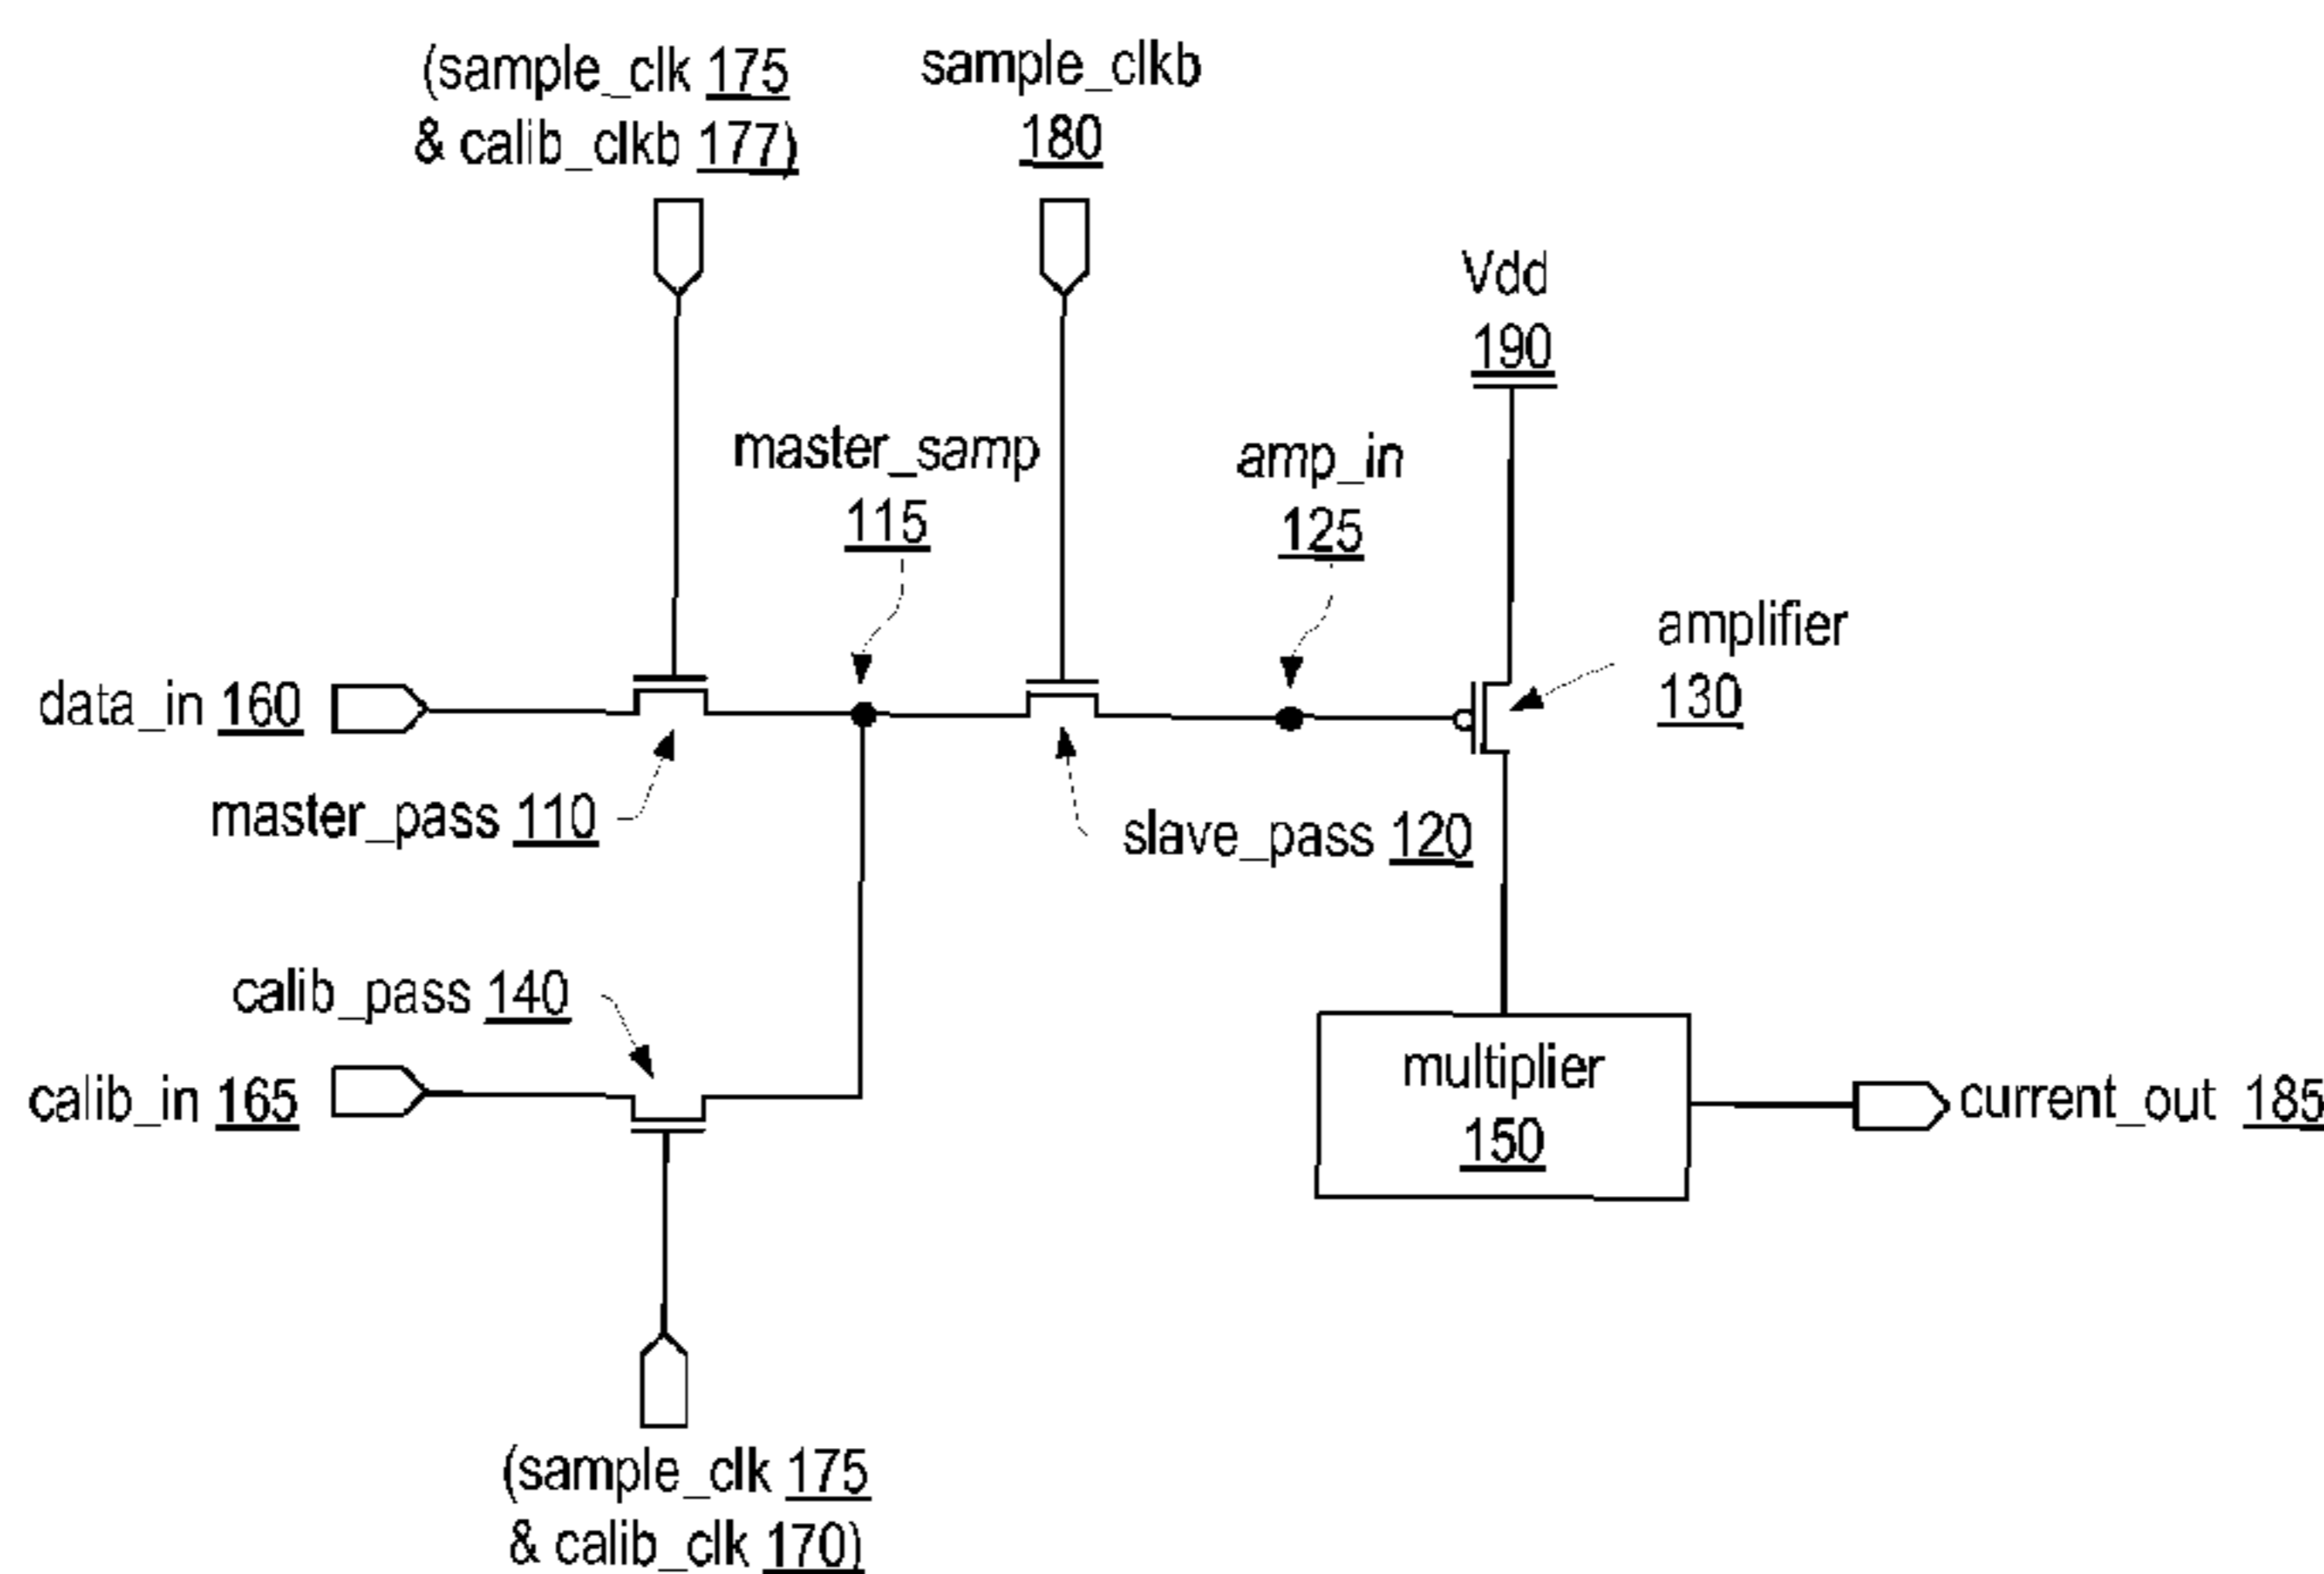 (sample_clk 175
& calib_clkb 177)
sample_clkb
180
Vdd
190
master_samp
115
amp_in
125
amplifier
130
data_in 160
master_pass 110
slave_pass 120
calib_pass 140
calib_in 165
multiplier
150
current_out 185
(sample_clk 175
& calib_clk 170)